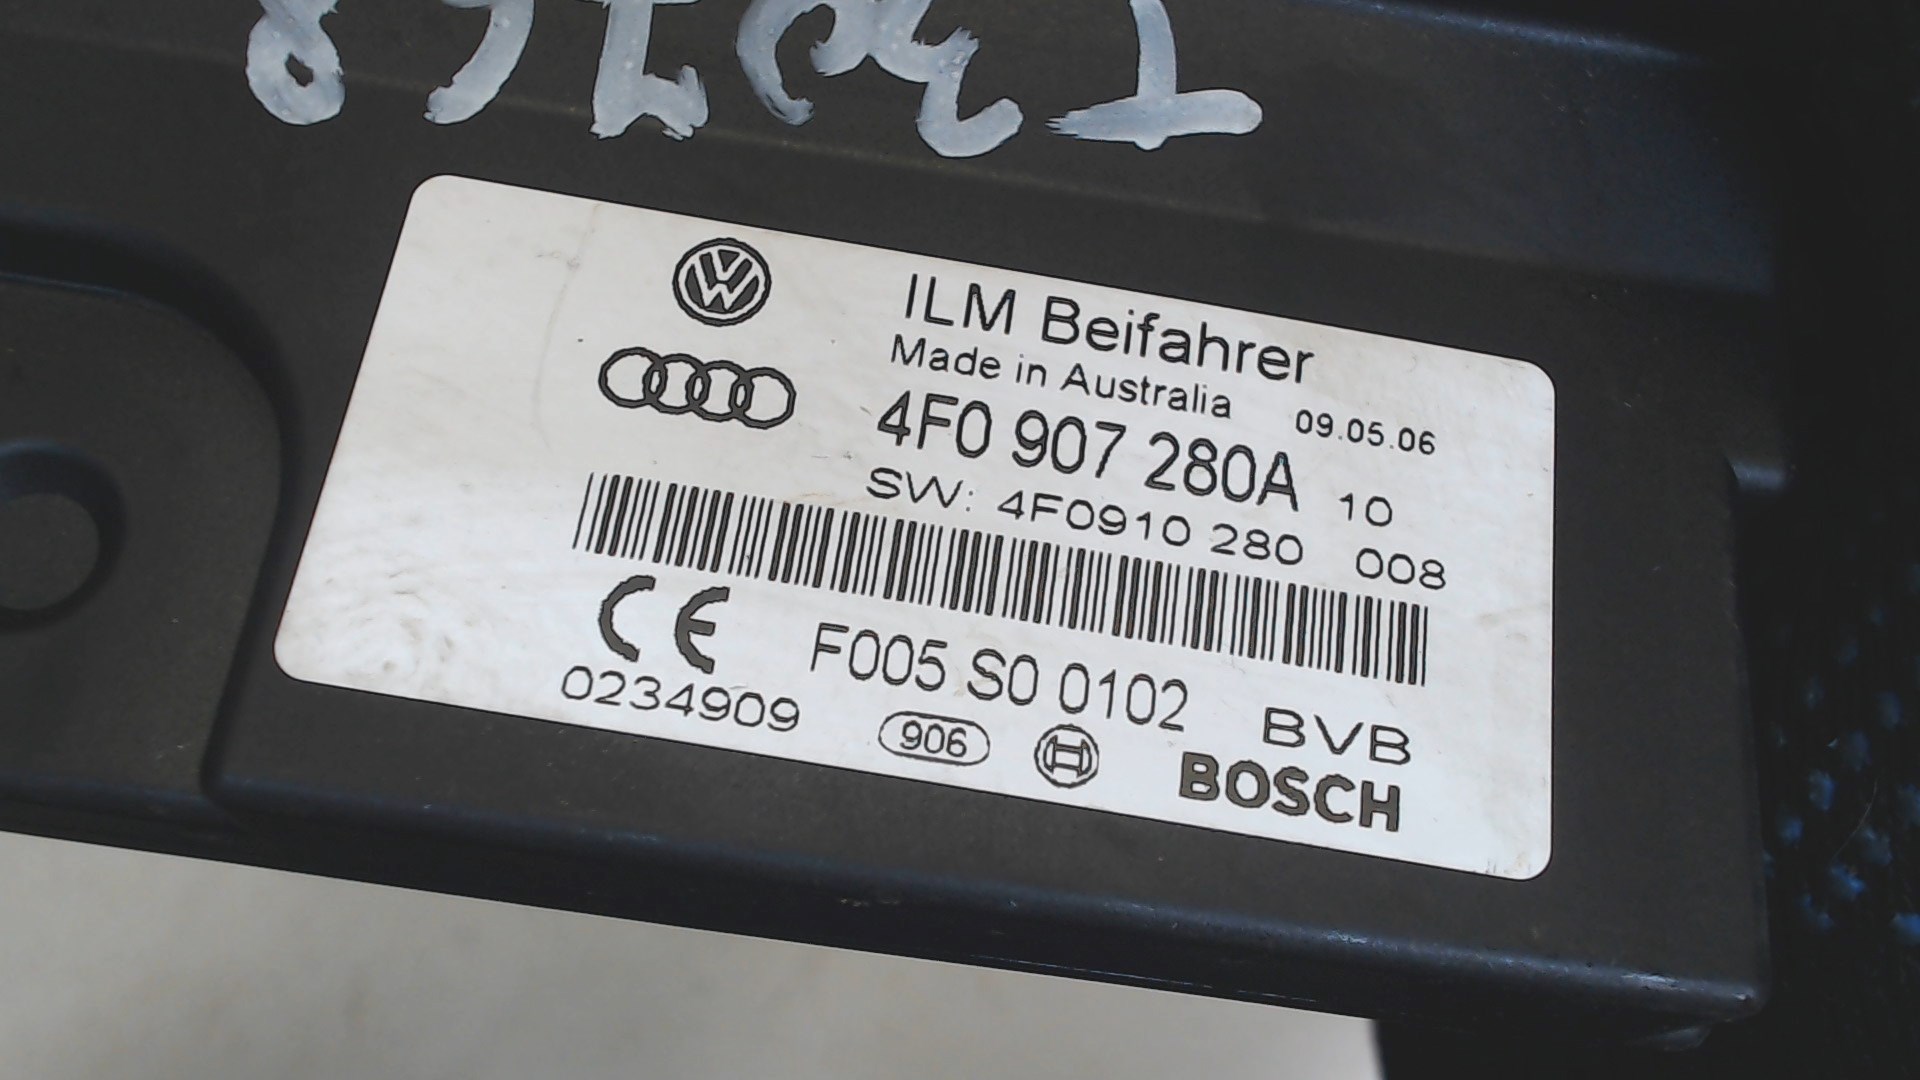 ILM Beifahrer
Made in Australia 09.05.06
4F0 907 280A 10
SW: 4F0910 280 008
CE F005 S0 0102 BVB
0234909 906 BOSCH